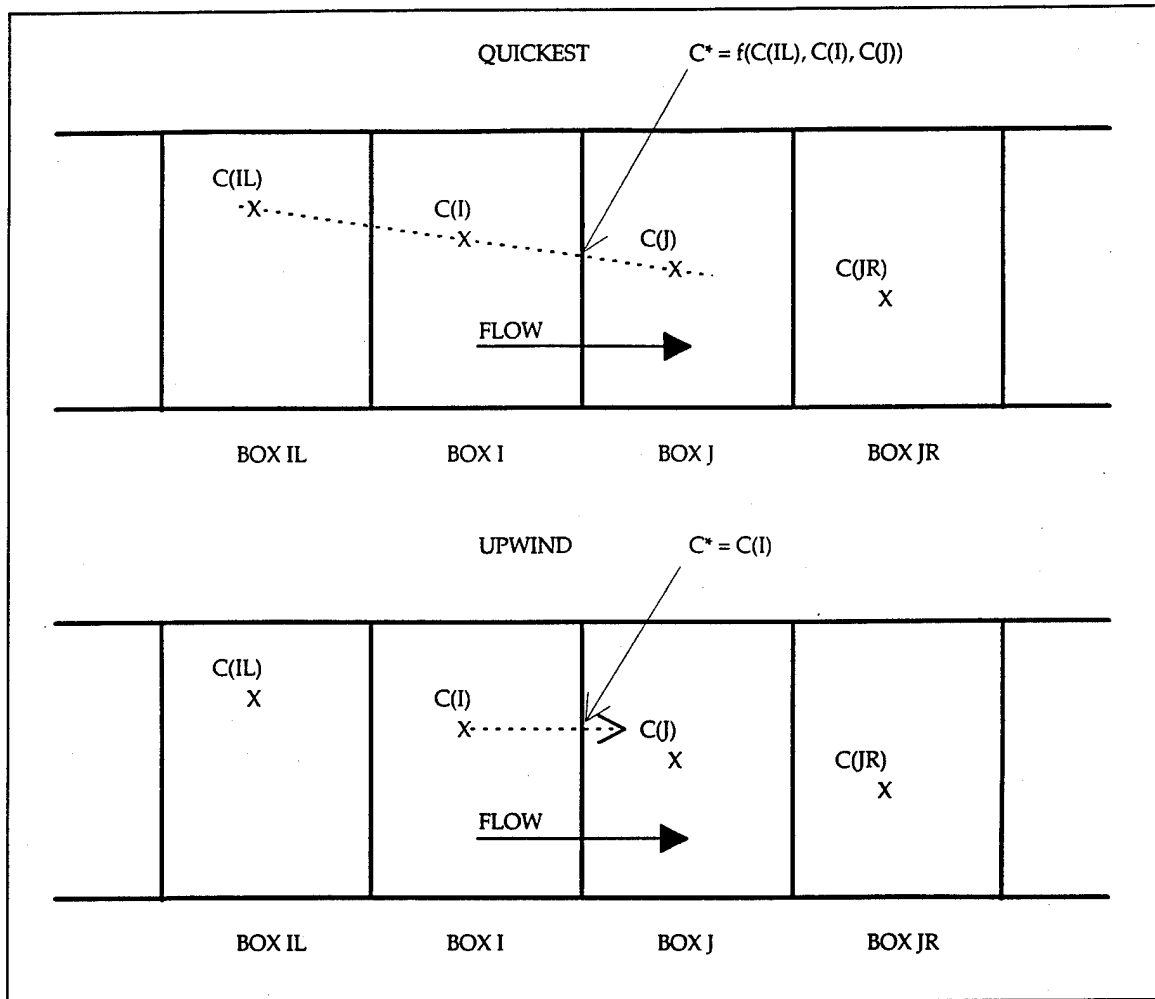 QUICKEST C* = f(C(IL), C(I), C(J))
C(IL)
X
C(I)
X
C(J)
X
C(JR)
X
FLOW
BOX IL BOX I BOX J BOX JR
UPWIND C* = C(I)
C(IL)
X
C(I)
X
C(J)
X
C(JR)
X
FLOW
BOX IL BOX I BOX J BOX JR